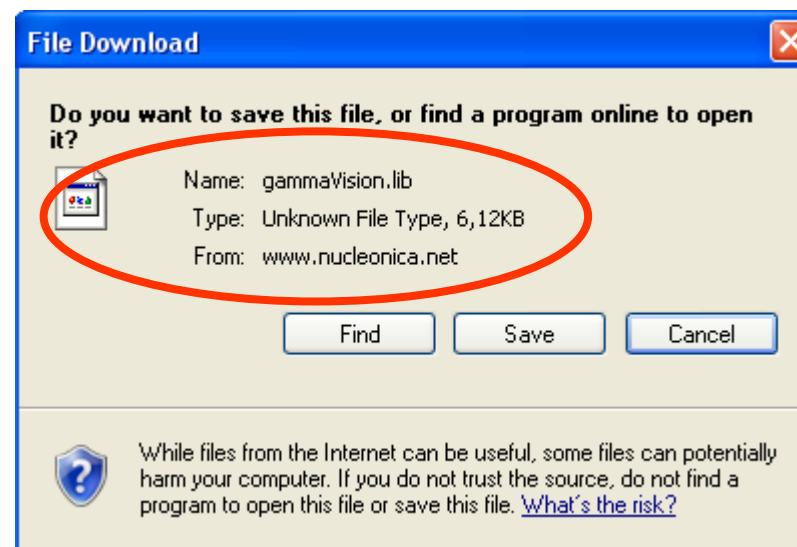 File Download
Do you want to save this file, or find a program online to open
it?
Name: gammaVision.lib
Type: Unknown File Type, 6,12KB
From: www.nucleonica.net
Find Save Cancel
While files from the Internet can be useful, some files can potentially
harm your computer. If you do not trust the source, do not find a
program to open this file or save this file. What´s the risk?